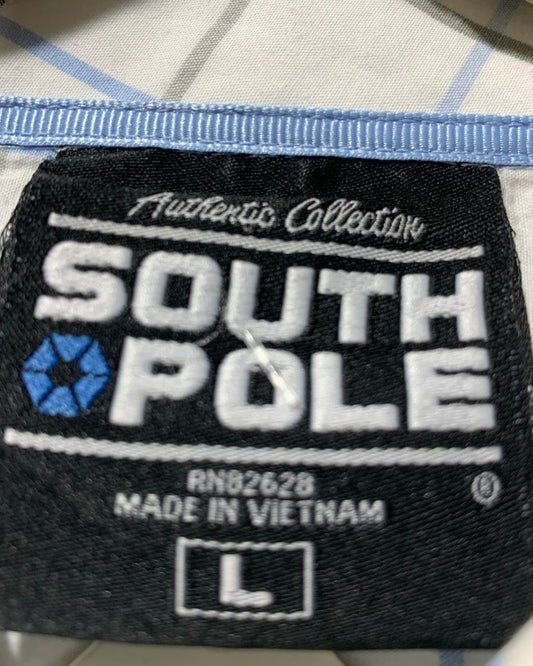 Authentic Collection
SOUTH
POLE
RN82628
®
MADE IN VIETNAM
L